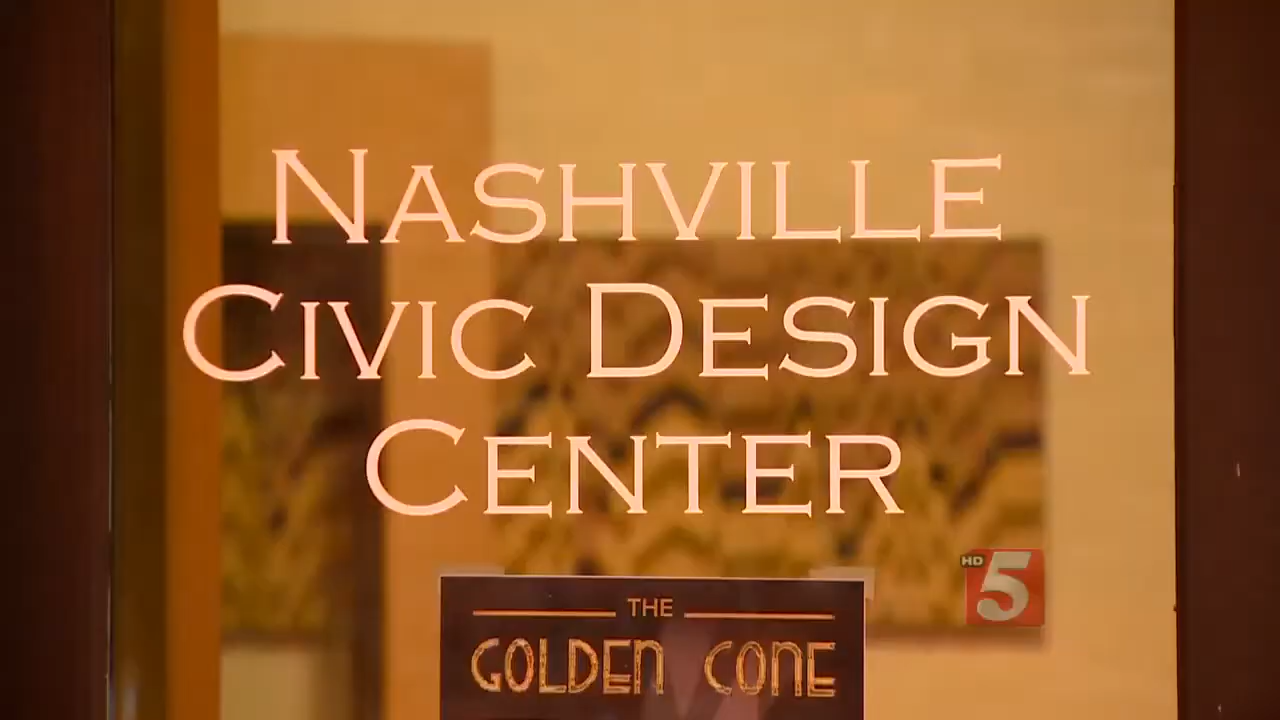 NASHVILLE
CIVIC DESIGN
CENTER
HD 5
THE
GOLDEN CONE